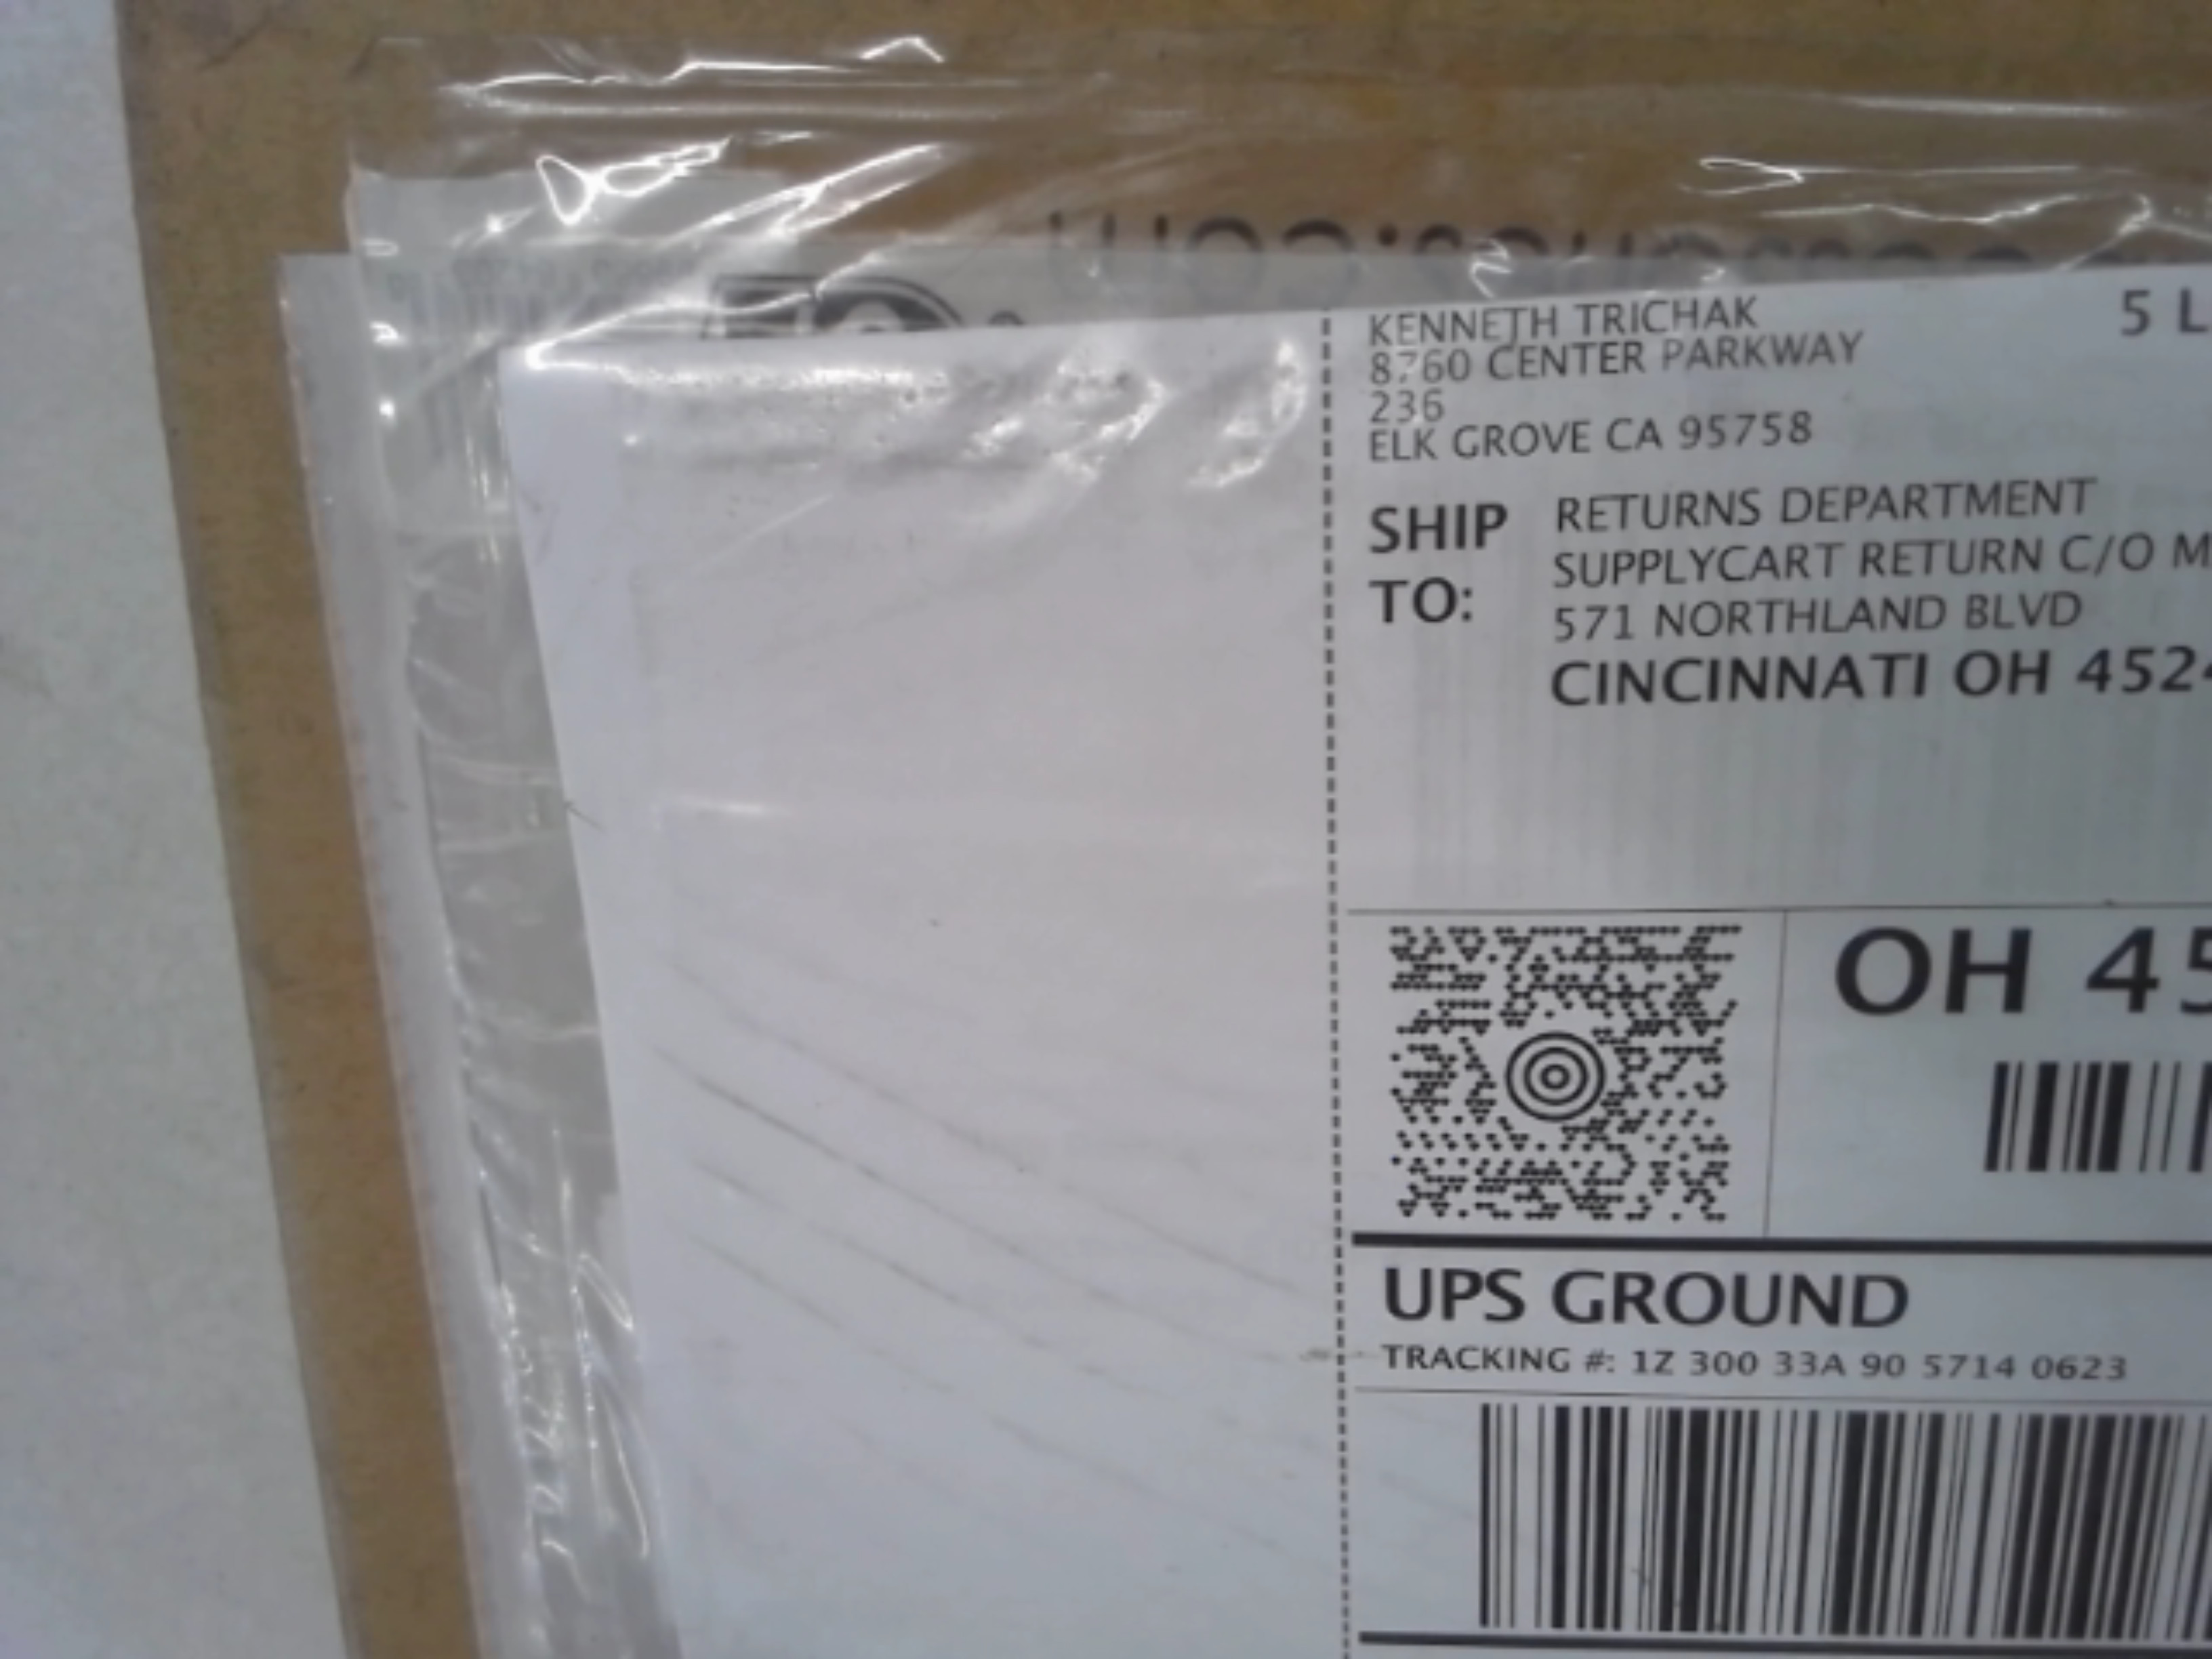 KENNETH TRICHAK
8760 CENTER PARKWAY
236
ELK GROVE CA 95758
5 L
SHIP TO:
RETURNS DEPARTMENT
SUPPLYCART RETURN C/O M
571 NORTHLAND BLVD
CINCINNATI OH 4524
OH 45
UPS GROUND
TRACKING #: 1Z 300 33A 90 5714 0623